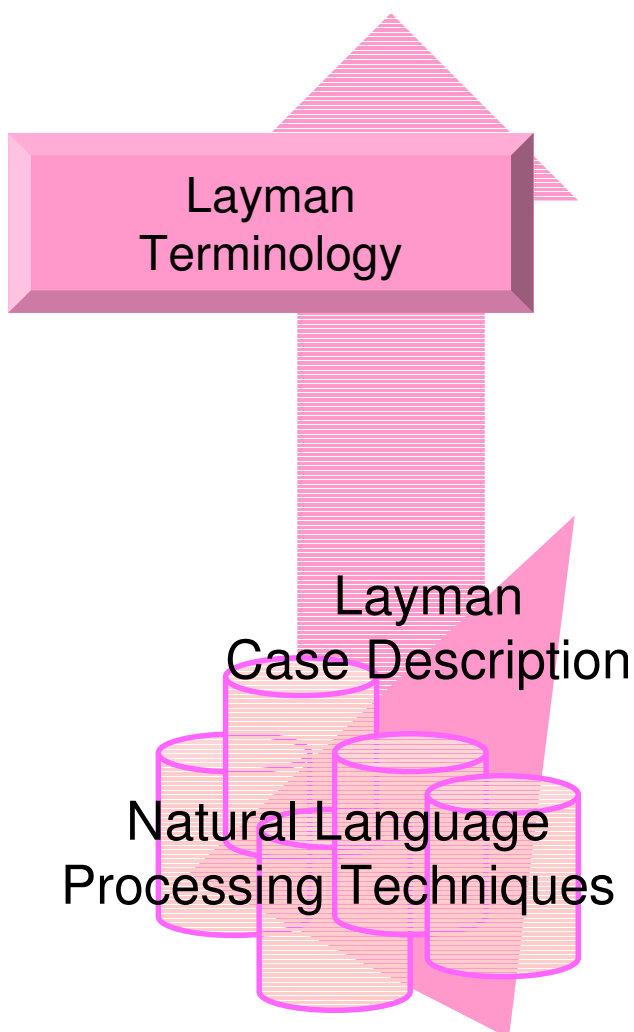 Layman
Terminology
Layman
Case Description
Natural Language
Processing Techniques